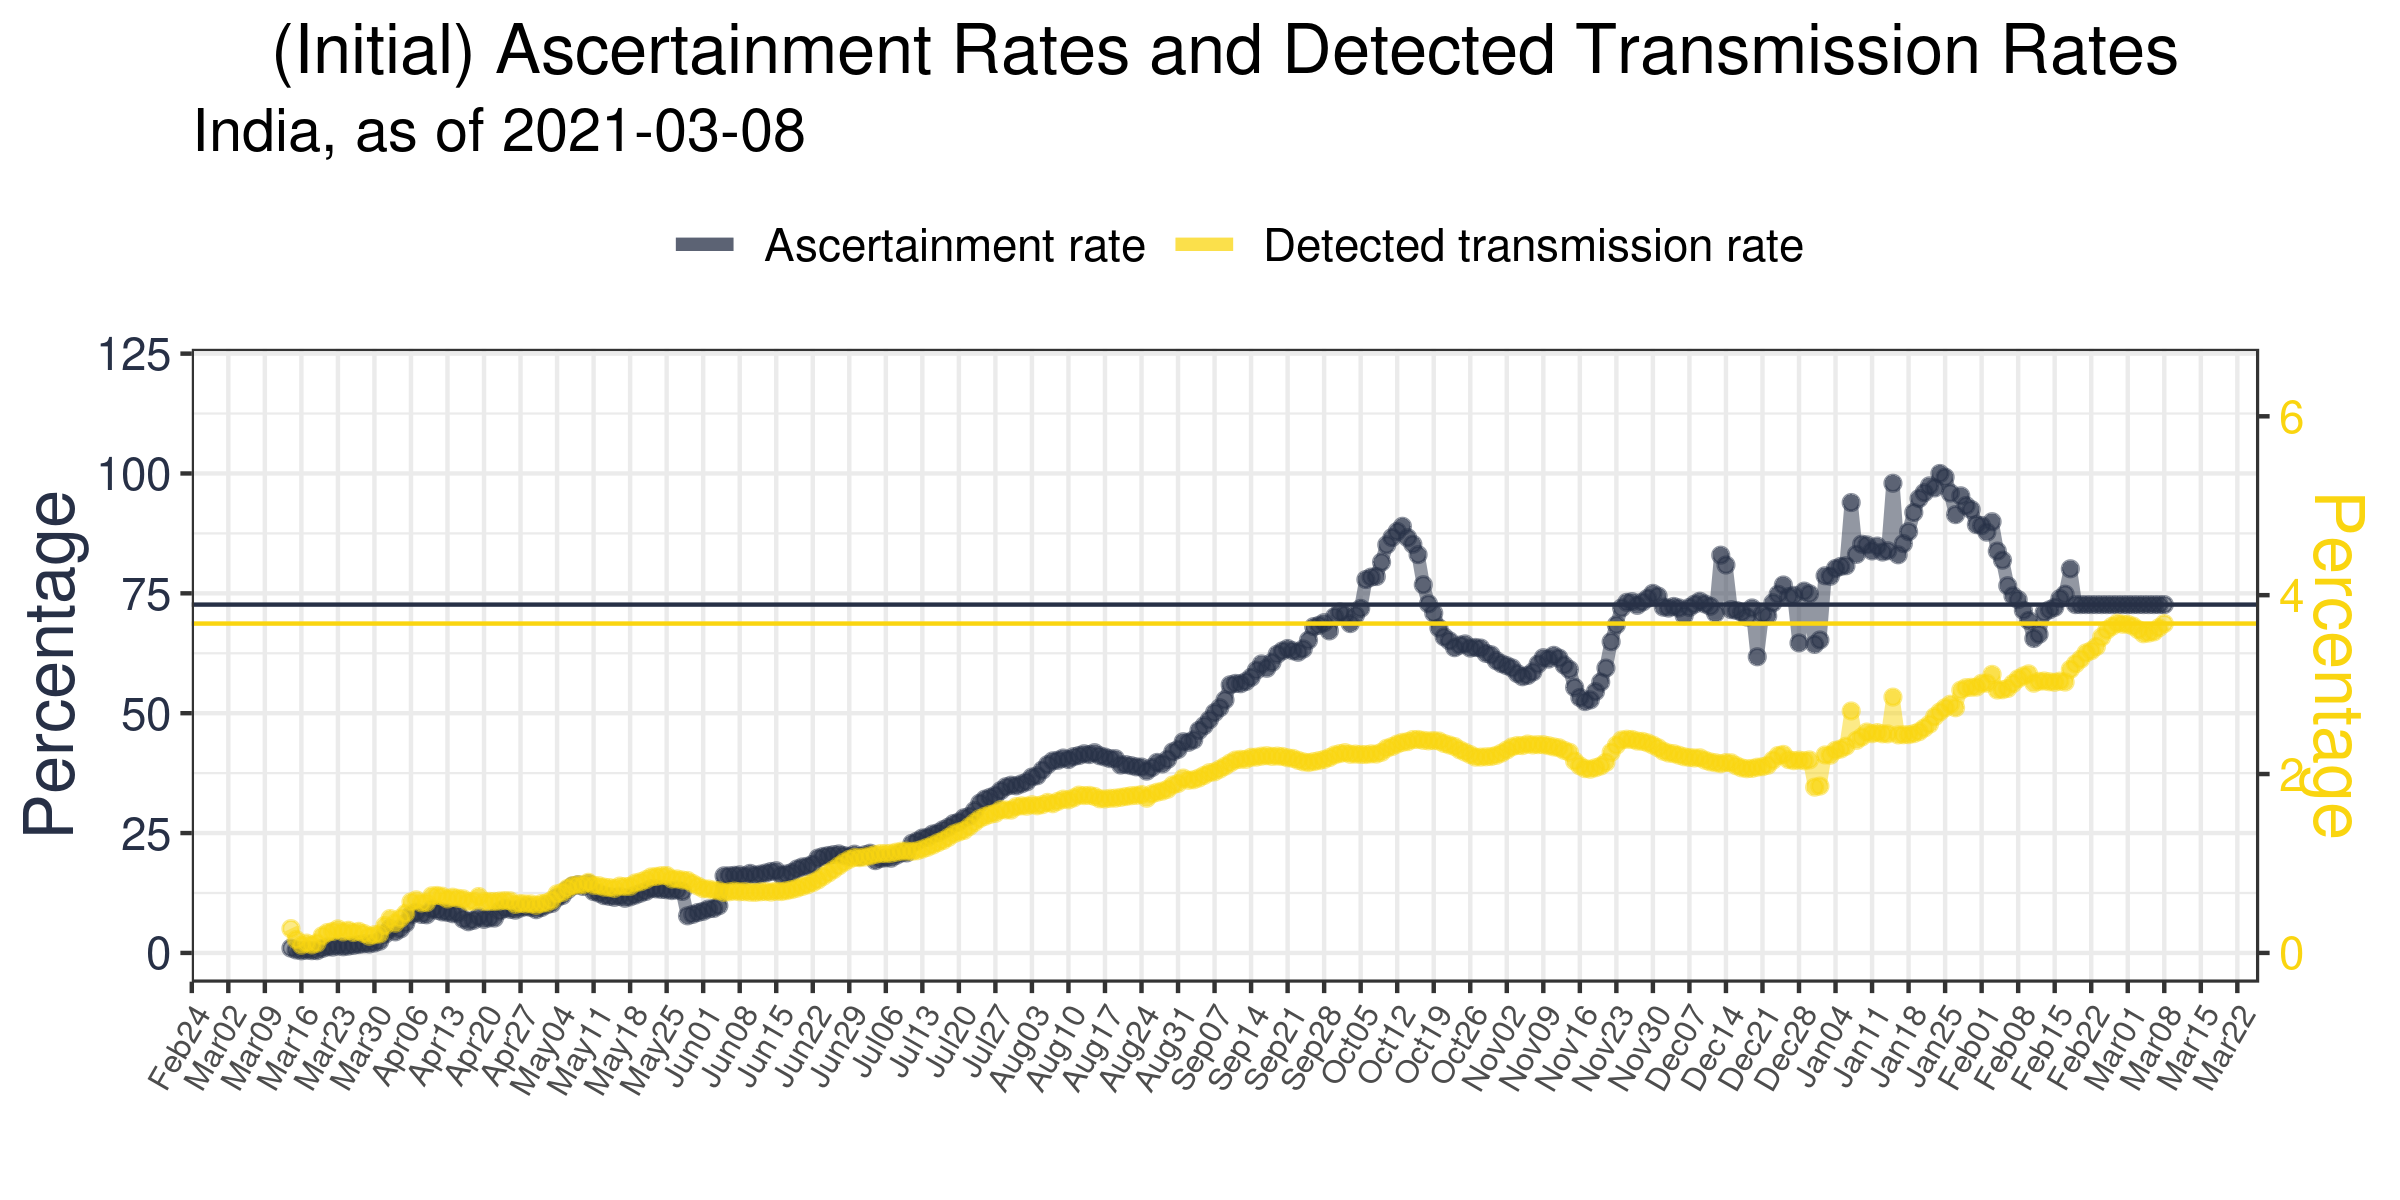 (Initial) Ascertainment Rates and Detected Transmission Rates
India, as of 2021-03-08
Ascertainment rate Detected transmission rate
Percentage
125
100
75
50
25
0
6
4
2
0
Percentage
Feb24 Mar02 Mar09 Mar16 Mar23 Mar30 Apr06 Apr13 Apr20 Apr27 May04 May11 May18 May25 Jun01 Jun08 Jun15 Jun22 Jun29 Jul06 Jul13 Jul20 Jul27 Aug03 Aug10 Aug17 Aug24 Aug31 Sep07 Sep14 Sep21 Sep28 Oct05 Oct12 Oct19 Oct26 Nov02 Nov09 Nov16 Nov23 Nov30 Dec07 Dec14 Dec21 Dec28 Jan04 Jan11 Jan18 Jan25 Feb01 Feb08 Feb15 Feb22 Mar01 Mar08 Mar15 Mar22